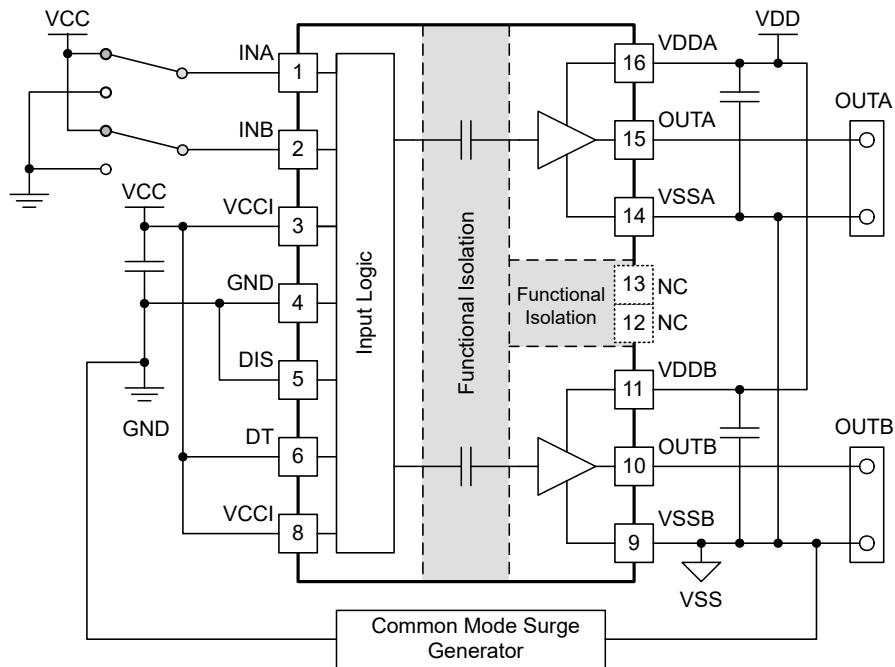 VCC
VDD
INA
1
INB
2
VCC
VCCI
3
GND
4
DIS
5
GND
DT
6
VCCI
8
Input Logic
Functional Isolation
Functional
Isolation
16
VDDA
15
OUTA
14
VSSA
13
NC
12
NC
11
VDDB
10
OUTB
9
VSSB
OUTA
OUTB
VSS
Common Mode Surge
Generator